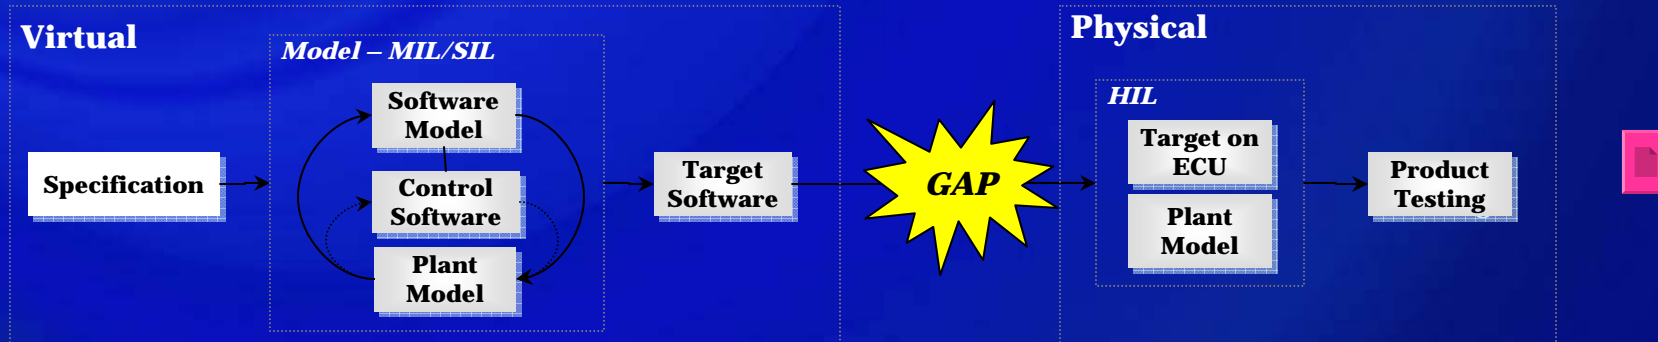 Virtual
Model – MIL/SIL
Software
Model
Specification
Control
Software
Plant
Model
Target
Software
GAP
Physical
HIL
Target on
ECU
Plant
Model
Product
Testing